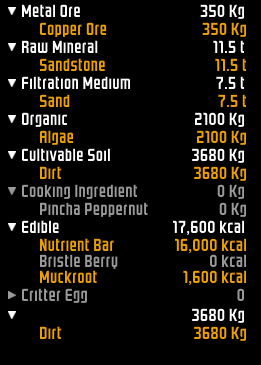 Metal Ore 350 Kg
Copper Ore 350 Kg
Raw Mineral 11.5 t
Sandstone 11.5 t
Filtration Medium 7.5 t
Sand 7.5 t
Organic 2100 Kg
Algae 2100 Kg
Cultivable Soil 3680 Kg
Dirt 3680 Kg
Cooking Ingredient 0 Kg
Pincha Peppernut 0 Kg
Edible 17,600 kcal
Nutrient Bar 16,000 kcal
Bristle Berry 0 kcal
Muckroot 1,600 kcal
Critter Egg 0
3680 Kg
Dirt 3680 Kg